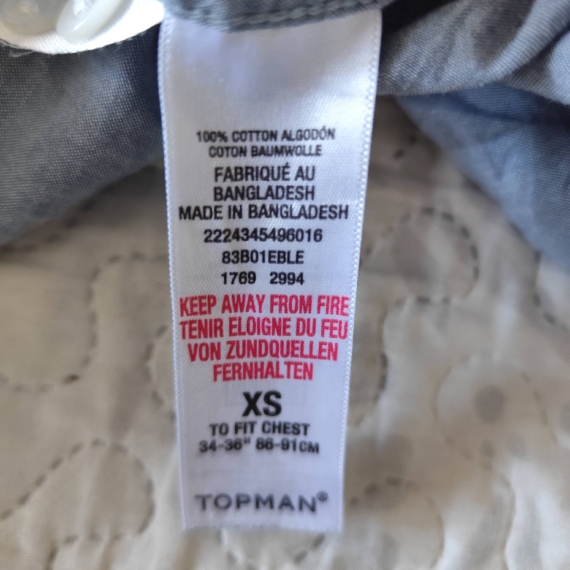 100% COTTON ALGODÓN
COTON BAUMWOLLE
FABRIQUÉ AU
BANGLADESH
MADE IN BANGLADESH
2224345496016
83B01EBLE
1769 2994
KEEP AWAY FROM FIRE
TENIR ELOIGNE DU FEU
VON ZUNDQUELLEN
FERNHALTEN
XS
TO FIT CHEST
34-36" 86-91CM
TOPMAN®